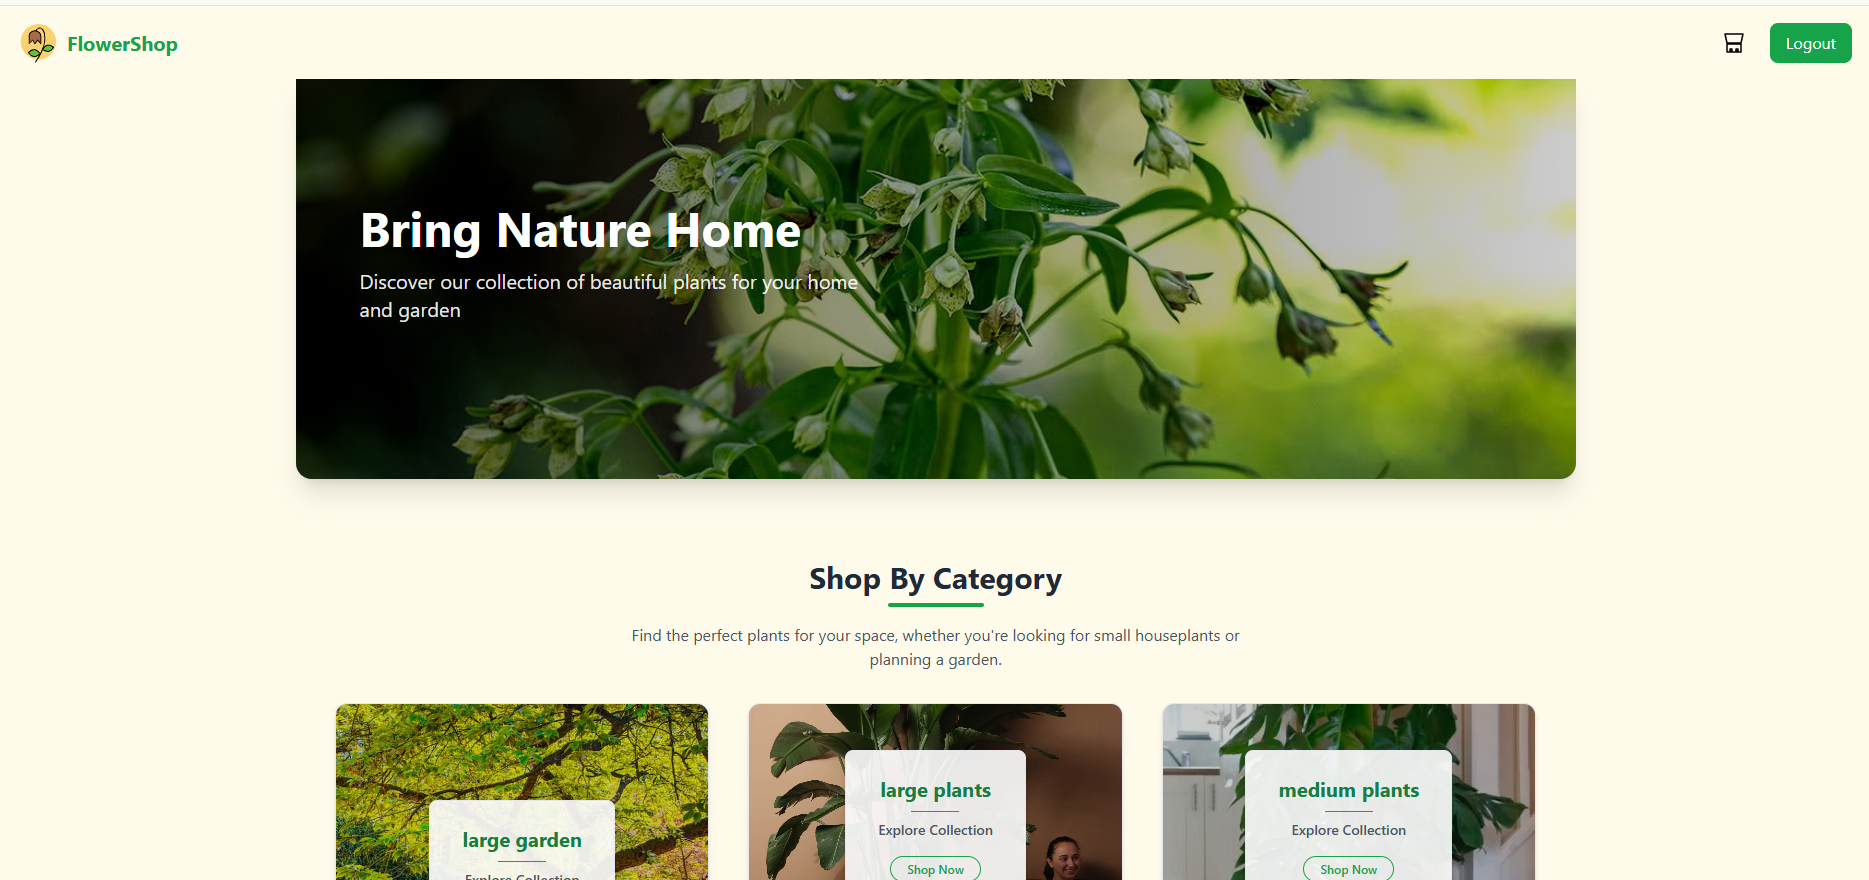 FlowerShop
Logout
Bring Nature Home
Discover our collection of beautiful plants for your home
and garden
Shop By Category
Find the perfect plants for your space, whether you're looking for small houseplants or
planning a garden.
large garden
Explore Collection
large plants
Explore Collection
Shop Now
medium plants
Explore Collection
Shop Now